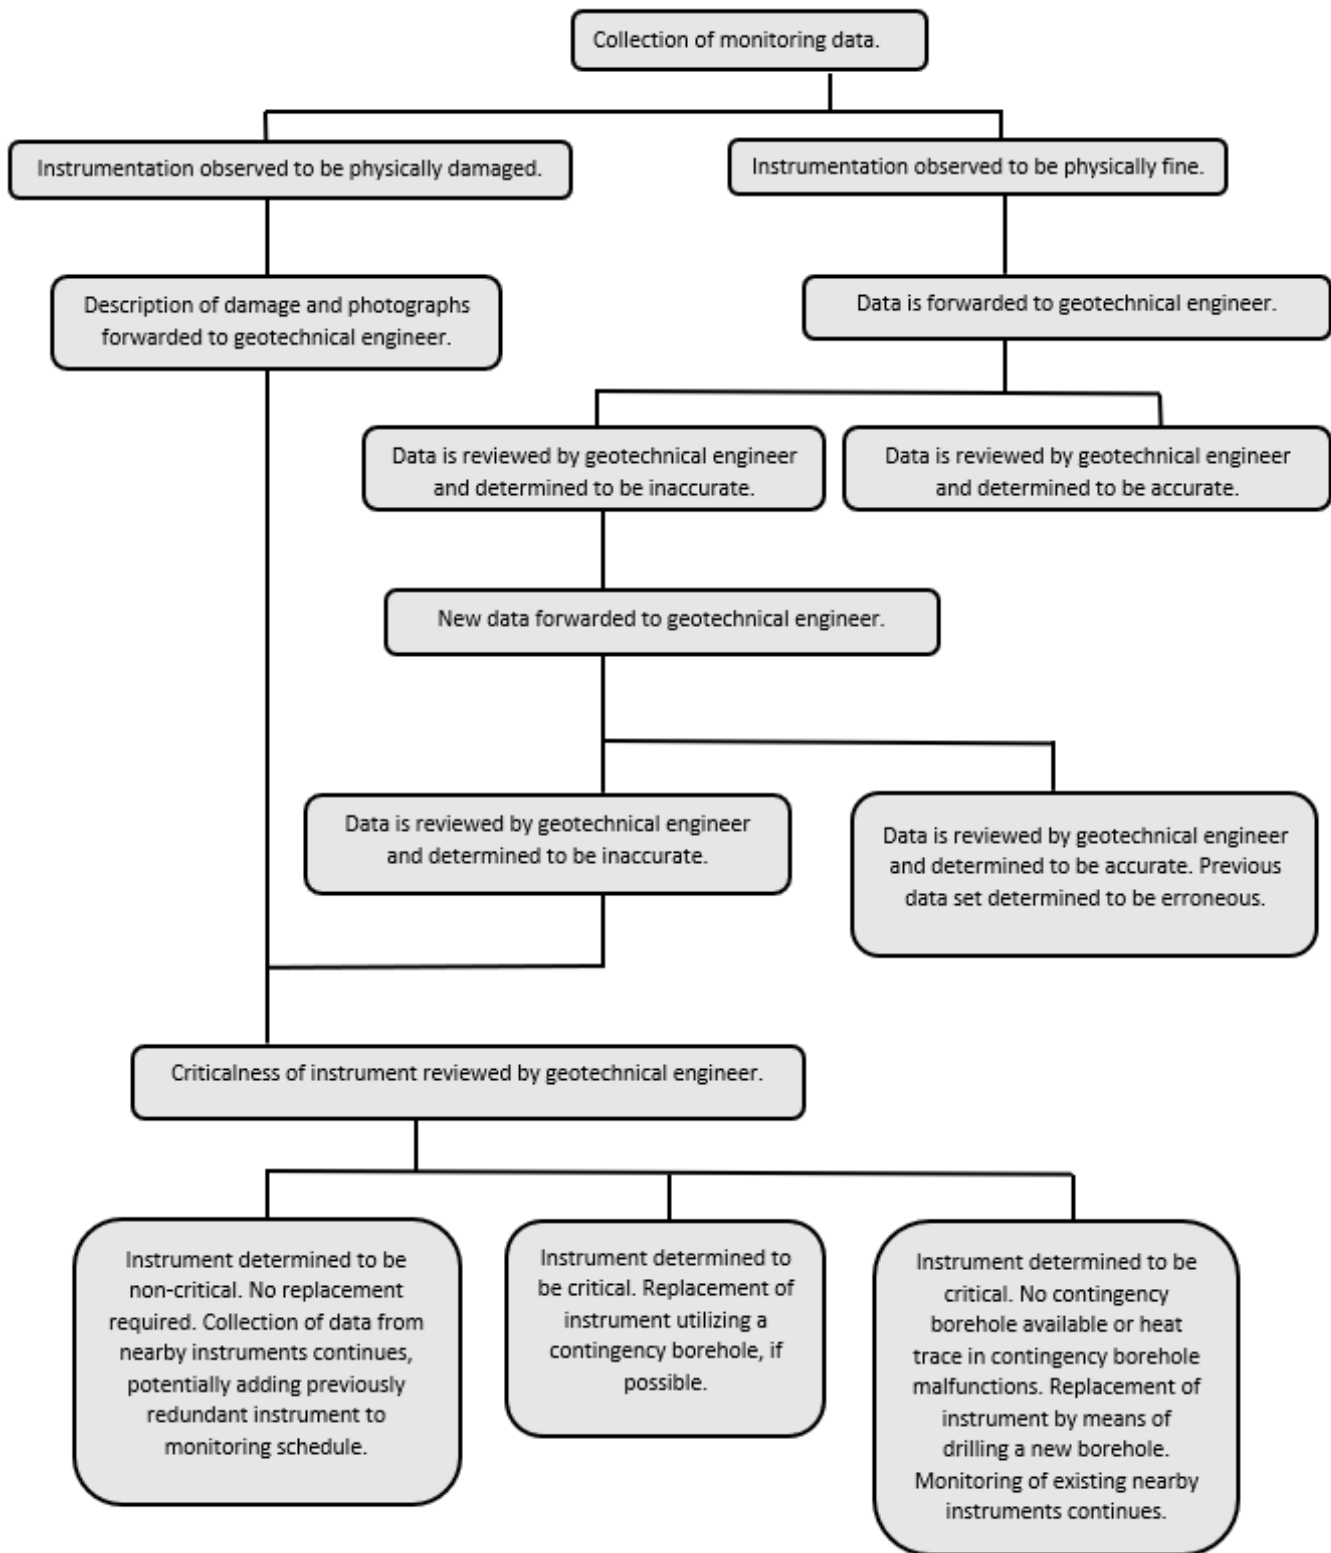 Collection of monitoring data.
Instrumentation observed to be physically damaged.
Instrumentation observed to be physically fine.
Description of damage and photographs
forwarded to geotechnical engineer.
Data is forwarded to geotechnical engineer.
Data is reviewed by geotechnical engineer
and determined to be inaccurate.
Data is reviewed by geotechnical engineer
and determined to be accurate.
New data forwarded to geotechnical engineer.
Data is reviewed by geotechnical engineer
and determined to be inaccurate.
Data is reviewed by geotechnical engineer
and determined to be accurate. Previous
data set determined to be erroneous.
Criticalness of instrument reviewed by geotechnical engineer.
Instrument determined to be
non-critical. No replacement
required. Collection of data from
nearby instruments continues,
potentially adding previously
redundant instrument to
monitoring schedule.
Instrument determined to
be critical. Replacement of
instrument utilizing a
contingency borehole, if
possible.
Instrument determined to be
critical. No contingency
borehole available or heat
trace in contingency borehole
malfunctions. Replacement of
instrument by means of
drilling a new borehole.
Monitoring of existing nearby
instruments continues.